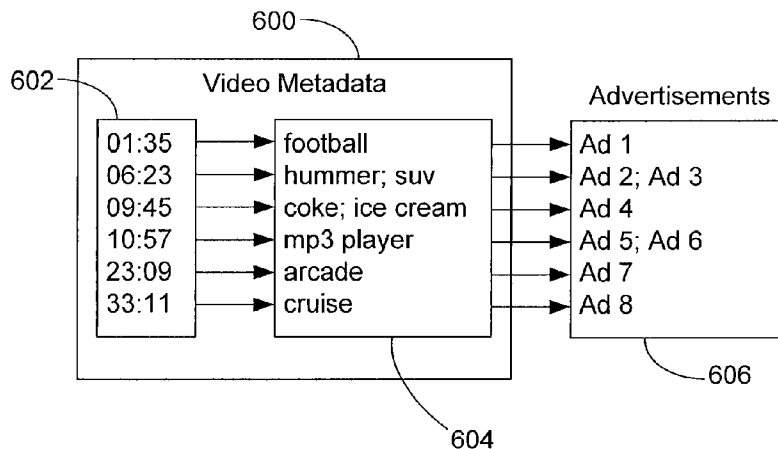 600
602
Video Metadata
Advertisements
01:35 football Ad 1
06:23 hummer; suv Ad 2; Ad 3
09:45 coke; ice cream Ad 4
10:57 mp3 player Ad 5; Ad 6
23:09 arcade Ad 7
33:11 cruise Ad 8
606
604